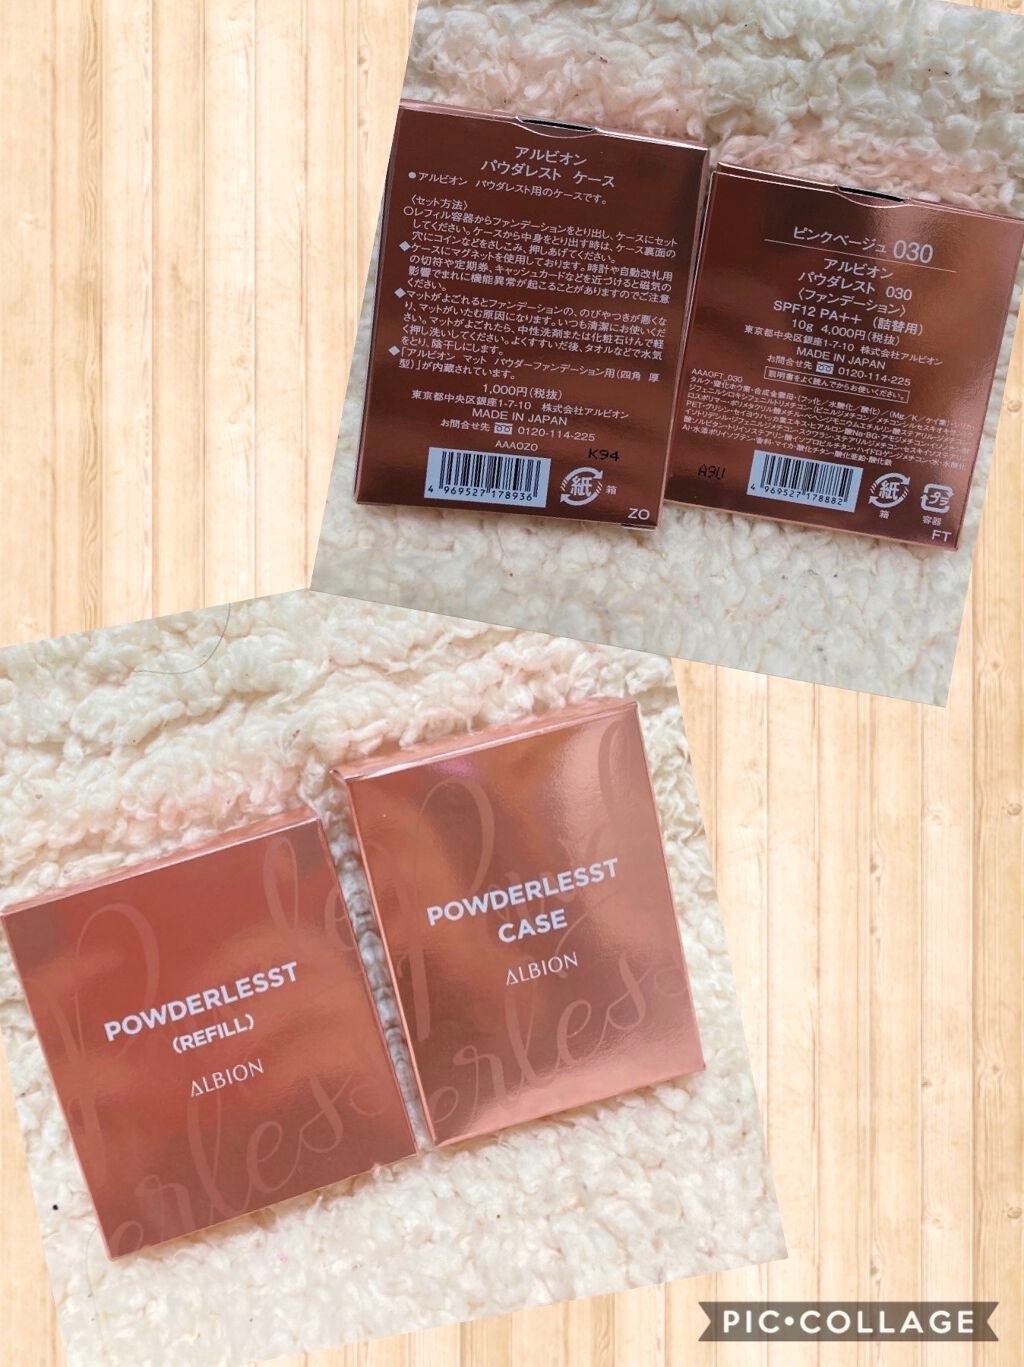 アルビオン
パウダレスト ケース
●アルビオン パウダレスト用のケースです。
〈セット方法〉
○レフィル容器からファンデーションをとり出し、ケースにセット
してください。ケースから中身をとり出す時は、ケース裏面の
穴にコインなどをさしこみ、押しあげてください。
◆ケースにマグネットを使用しております。時計や自動改札用
の切符や定期券、キャッシュカードなどを近づけると磁気の
影響でまれに機能異常が起こることがありますのでご注意
ください。
◆マットがよごれるとファンデーションの、のびやつきが悪くな
り、マットがいたむ原因になります。いつも清潔にお使いくだ
さい。マットがよごれたら、中性洗剤または化粧石けんで軽
く押し洗いしてください。よくすすいだ後、タオルなどで水気
をとり、陰干しにします。
◆「アルビオン マット パウダーファンデーション用(四角 厚
型)」が内蔵されています。
1,000円(税抜)
東京都中央区銀座1-7-10 株式会社アルビオン
MADE IN JAPAN
お問合せ先 0120-114-225
AAAOZO
K94
4 969527 178936
紙
箱
ZO
ピンクベージュ 030
アルビオン
パウダレスト 030
〈ファンデーション〉
SPF12 PA++ (詰替用)
10g 4,000円(税抜)
東京都中央区銀座1-7-10 株式会社アルビオン
MADE IN JAPAN
お問合せ先 0120-114-225
説明書をよく読んでからお使いください。
AAAOFT_030
A9U
4 969527 178882
紙
箱
プラ
容器
FT
POWDERLESST
(REFILL)
ALBION
POWDERLESST
CASE
ALBION
PIC•COLLAGE